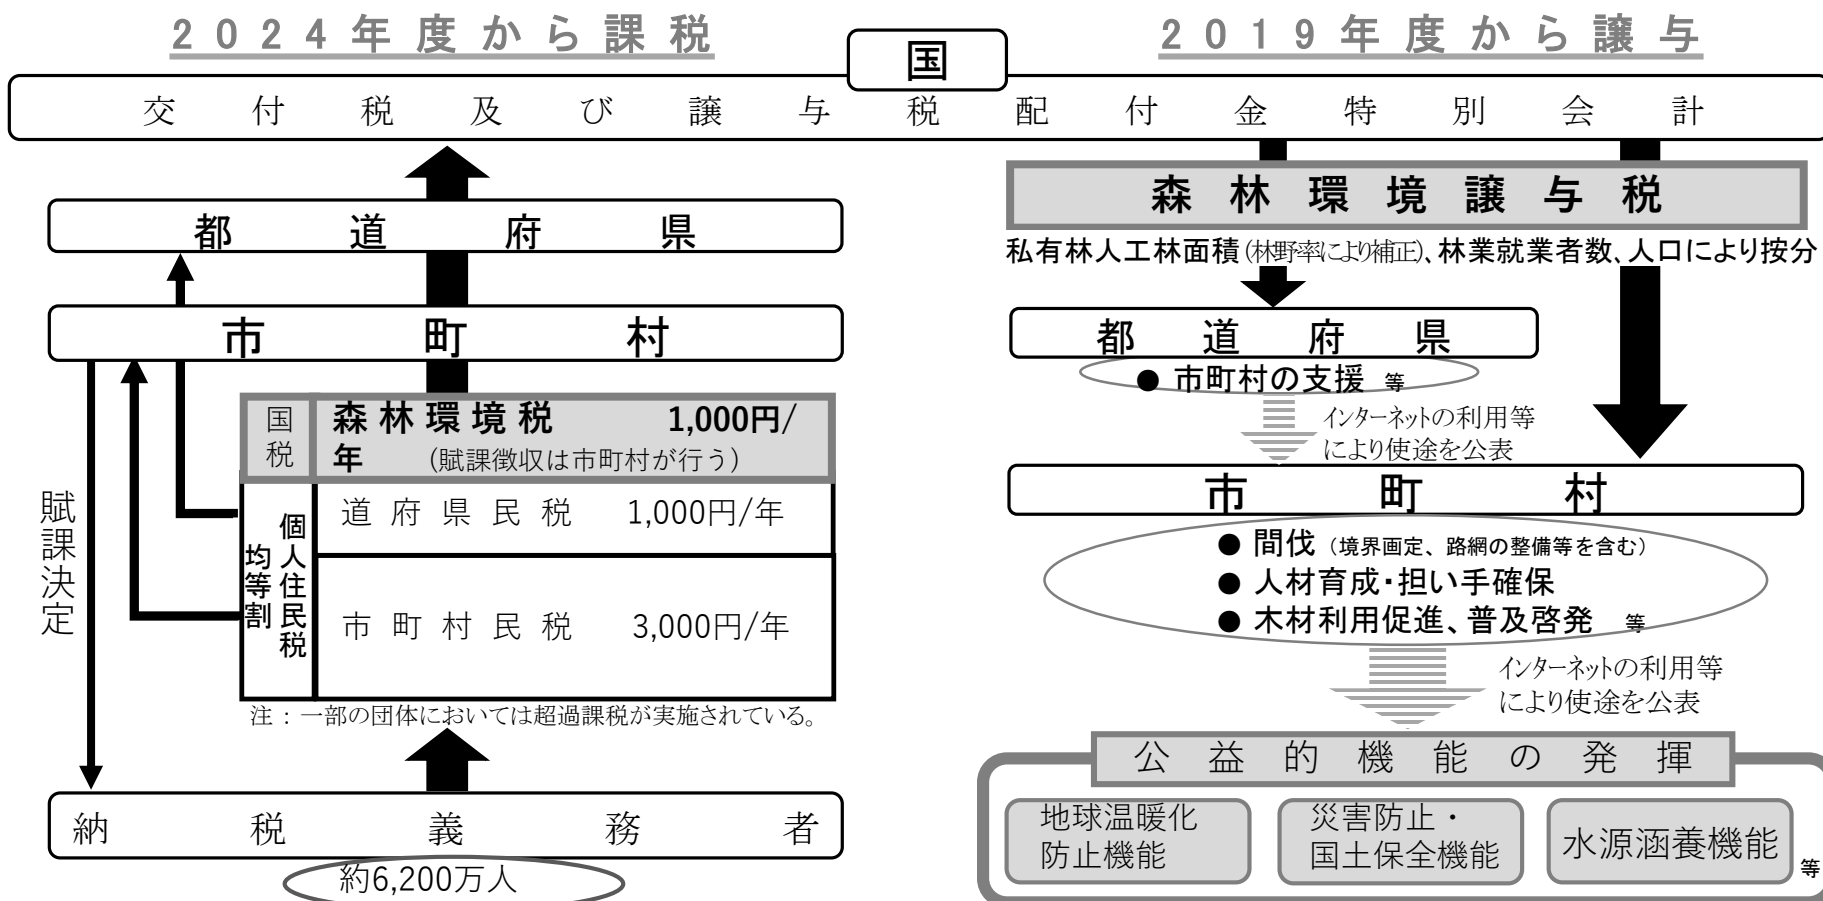 2024年度から課税
国
2019年度から譲与
交付税及び譲与税配付金特別会計
都道府県
市町村
国税
森林環境税 1,000円/
年 (賦課徴収は市町村が行う)
個人住民税
均等割
道府県民税 1,000円/年
市町村民税 3,000円/年
注：一部の団体においては超過課税が実施されている。
賦課決定
納税義務者
約6,200万人
森林環境譲与税
私有林人工林面積(林野率により補正)、林業就業者数、人口により按分
都道府県
● 市町村の支援 等
インターネットの利用等
により使途を公表
市町村
● 間伐（境界画定、路網の整備等を含む）
● 人材育成・担い手確保
● 木材利用促進、普及啓発 等
インターネットの利用等
により使途を公表
公益的機能の発揮
地球温暖化
防止機能
災害防止・
国土保全機能
水源涵養機能
等